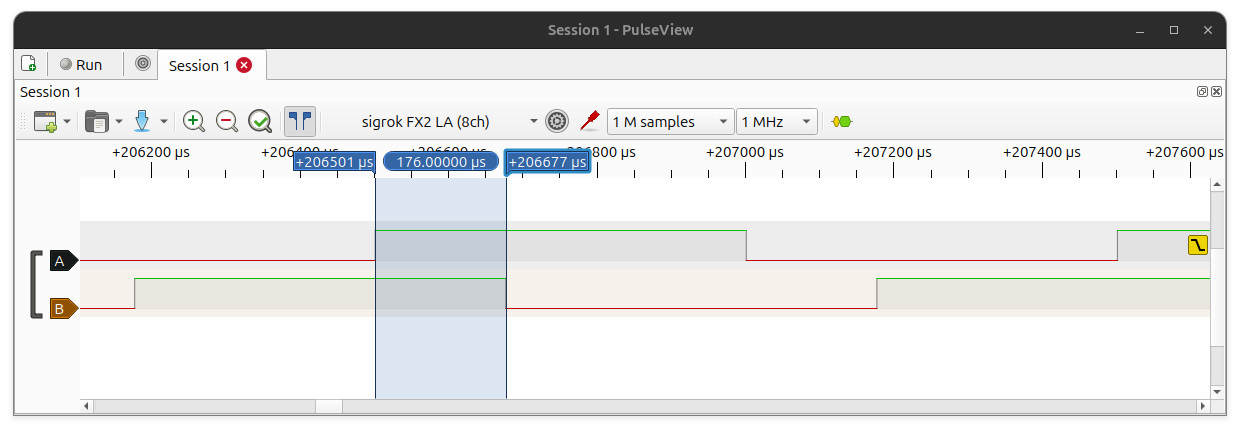 Session 1 - PulseView
Run
Session 1
Session 1
sigrok FX2 LA (8ch)
1 M samples
1 MHz
+206200 µs
+206400 µs
+206600 µs
+206800 µs
+207000 µs
+207200 µs
+207400 µs
+207600 µs
+206501 µs
176.00000 µs
+206677 µs
A
B